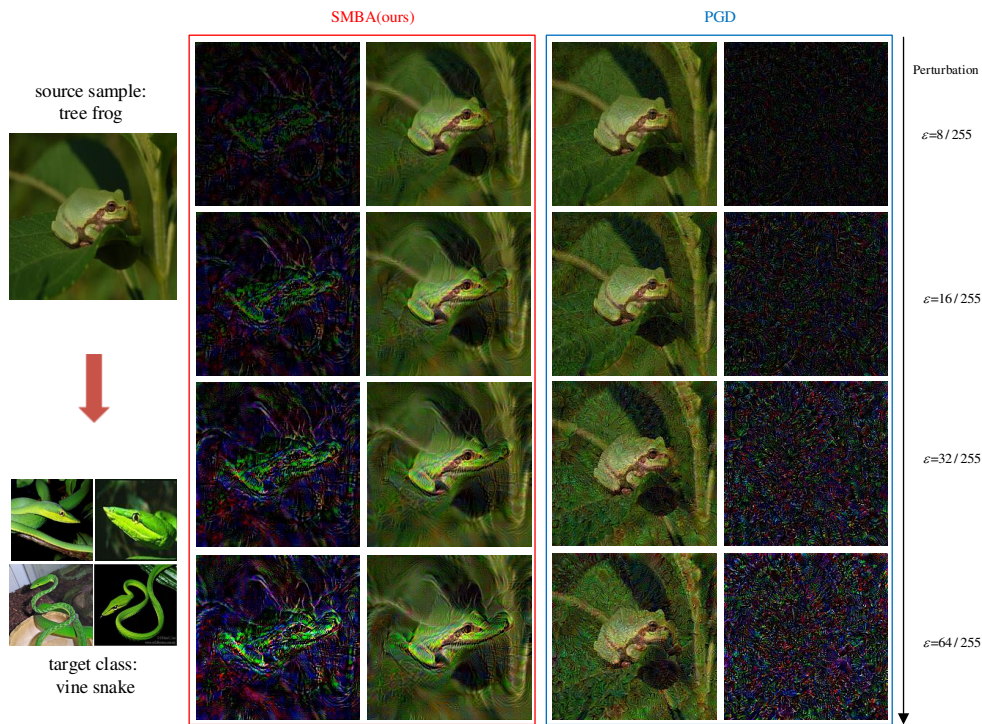 SMBA(ours)
PGD
Perturbation
source sample:
tree frog
ε=8/255
ε=16/255
ε=32/255
ε=64/255
target class:
vine snake